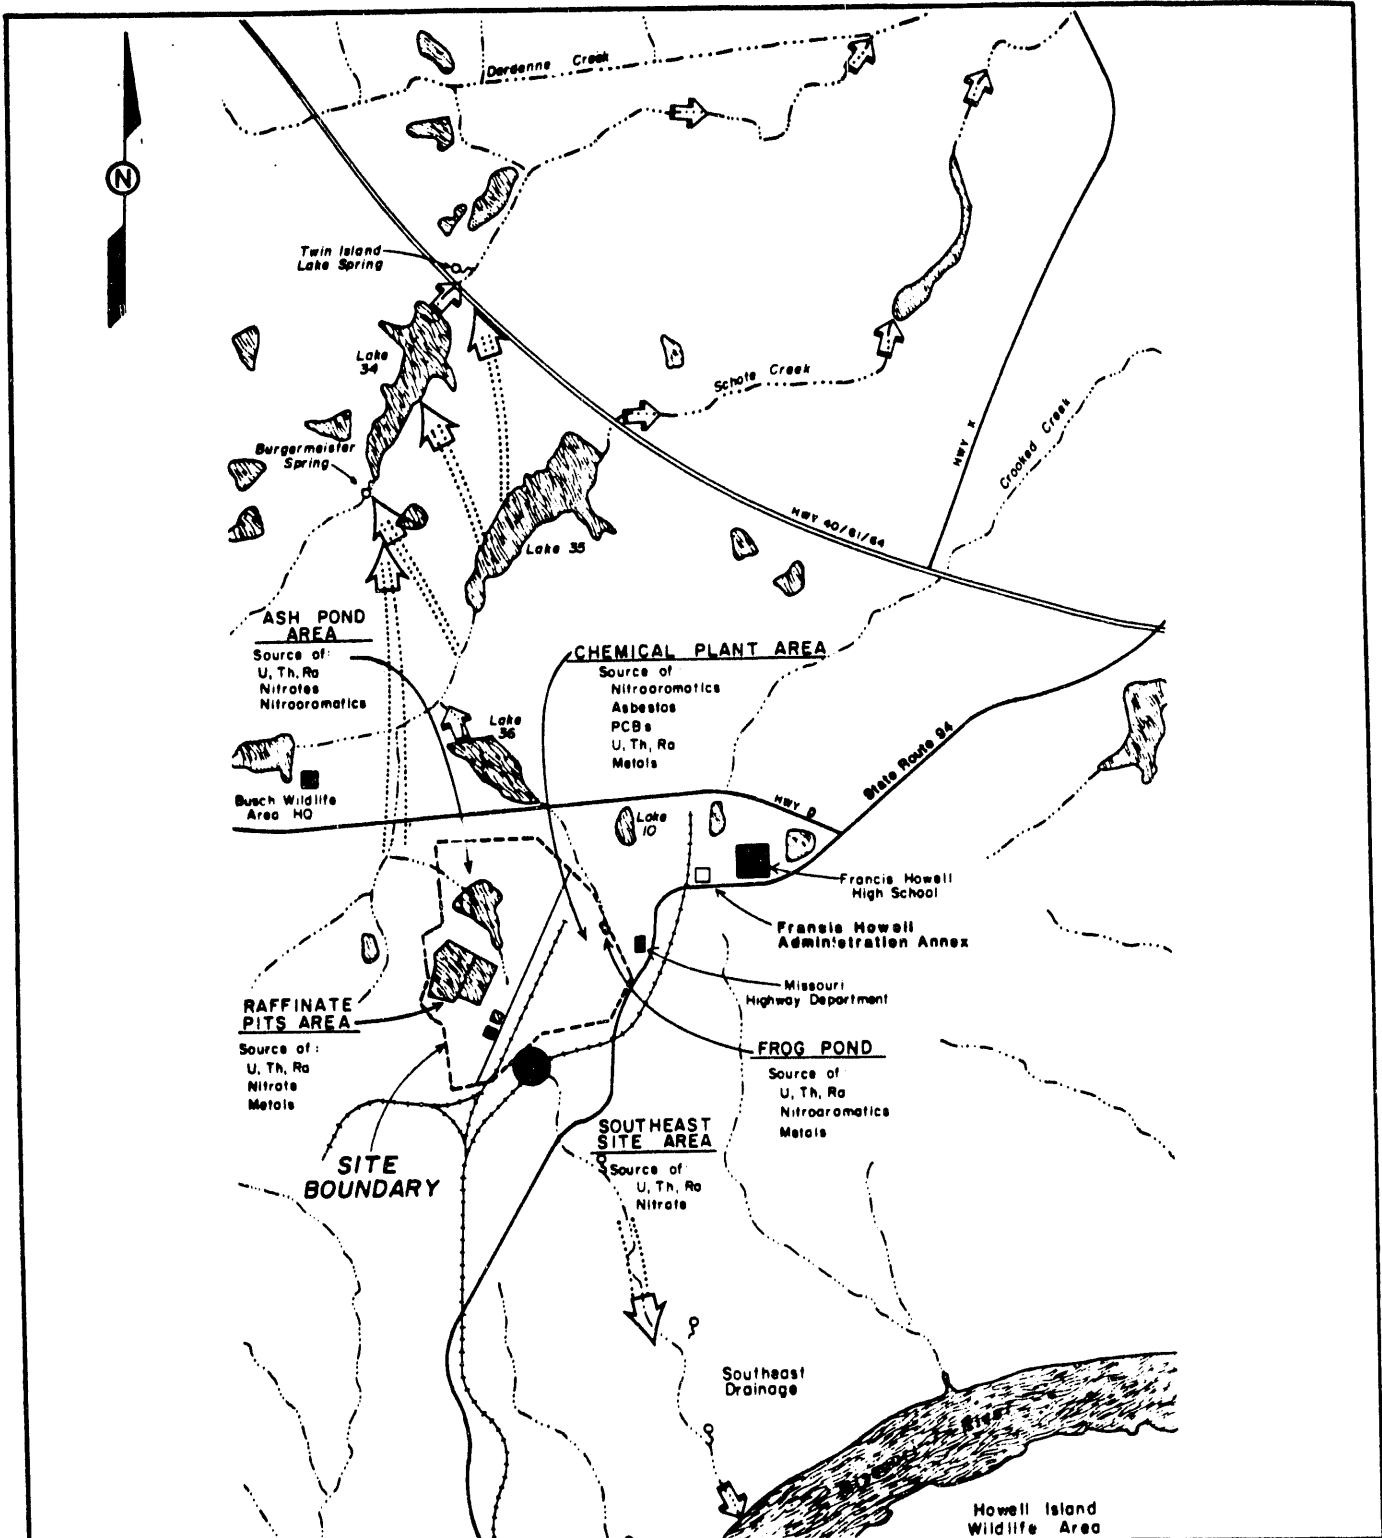 Dardenne Creek
N
Twin Island
Lake Spring
Lake
34
Schote Creek
Burgermeister
Spring
HWY K
Crooked Creek
HWY 40/61/64
Lake 35
ASH POND
AREA
Source of:
U, Th, Ra
Nitrates
Nitroaromatics
CHEMICAL PLANT AREA
Source of
Nitroaromatics
Asbestos
PCBs
U, Th, Ra
Metals
Lake
36
State Route 94
Busch Wildlife
Area HQ
HWY D
Lake
10
Francis Howell
High School
Francis Howell
Administration Annex
Missouri
Highway Department
RAFFINATE
PITS AREA
Source of:
U, Th, Ra
Nitrate
Metals
FROG POND
Source of
U, Th, Ra
Nitroaromatics
Metals
SOUTHEAST
SITE AREA
Source of
U, Th, Ra
Nitrate
SITE
BOUNDARY
Southeast
Drainage
River
Howell Island
Wildlife Area